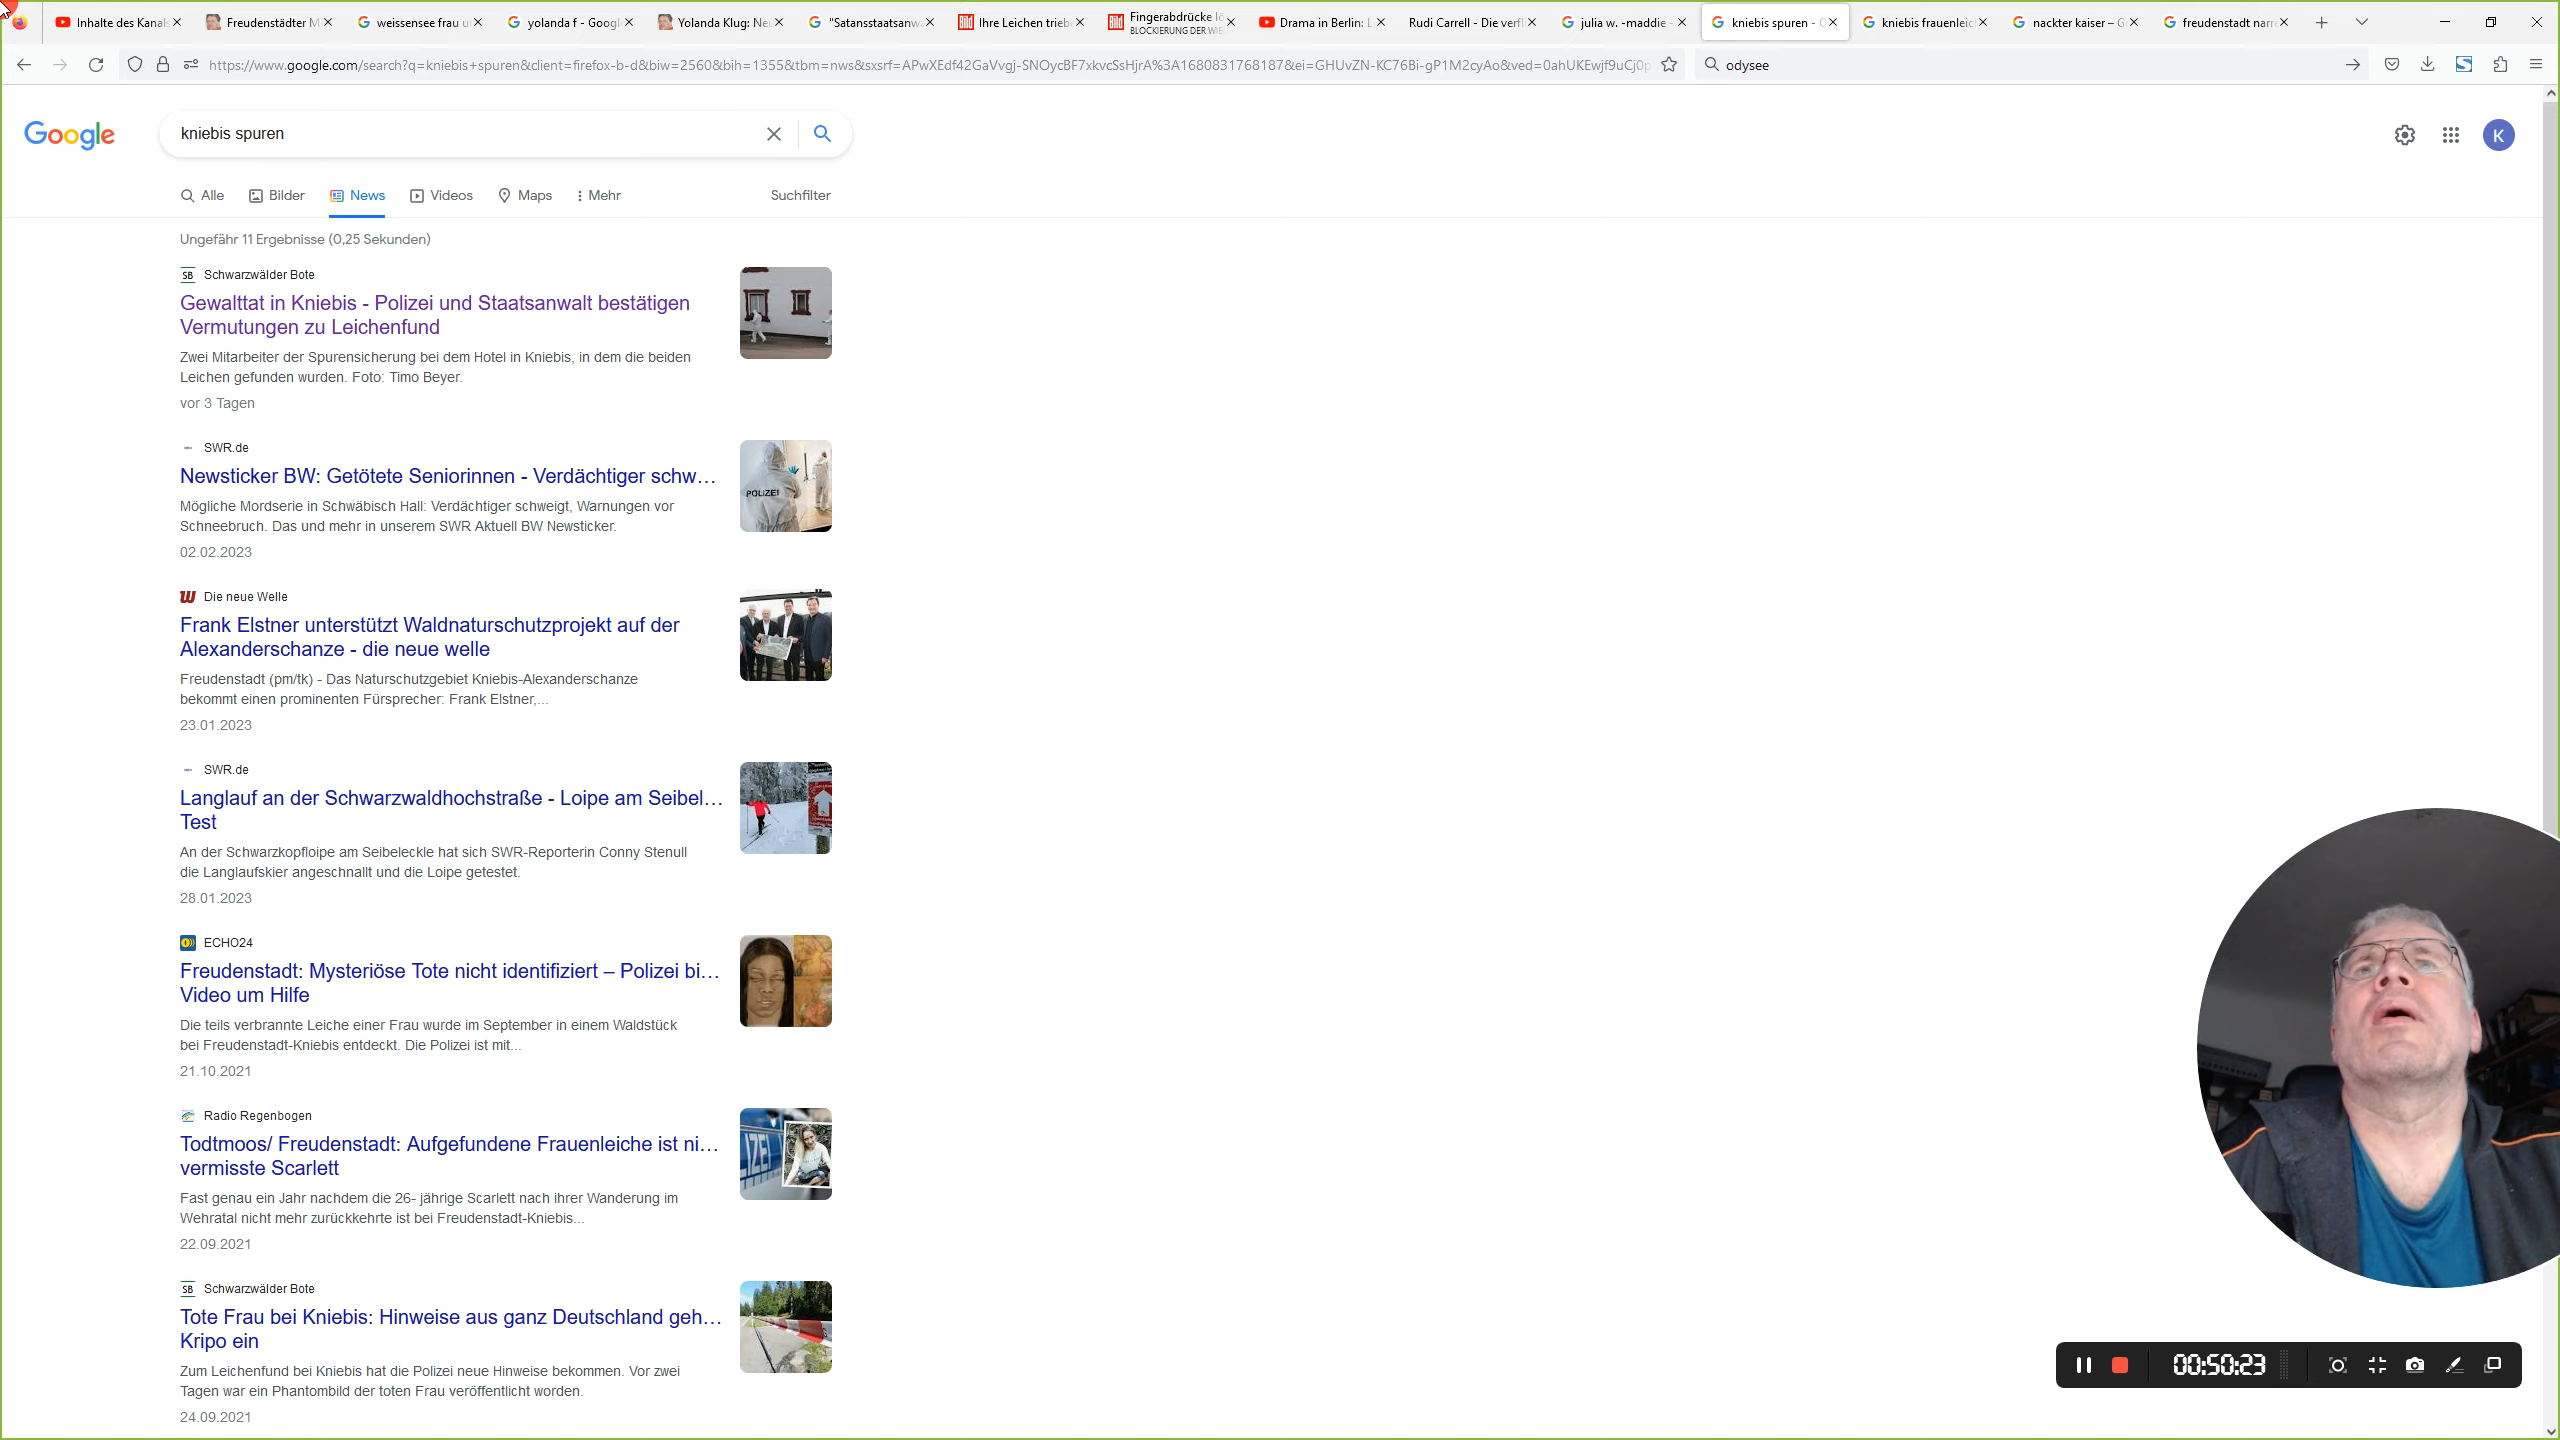 Inhalte des Kanals
Freudenstädter M
weissensee frau u
yolanda f - Googl
Yolanda Klug: Ne
"Satansstaatsanwa
Ihre Leichen triebe
Fingerabdrücke lö
BLOCKIERUNG DER WIE
Drama in Berlin: L
Rudi Carrell - Die verfl
julia w. -maddie -
kniebis spuren - G
kniebis frauenleic
nackter kaiser – G
freudenstadt narr
https://www.google.com/search?q=kniebis+spuren&client=firefox-b-d&biw=2560&bih=1355&tbm=nws&sxsrf=APwXEdf42GaVvgj-SNOycBF7xkvcSsHjrA%3A1680831768187&ei=GHUvZN-KC76Bi-gP1M2cyAo&ved=0ahUKEwjf9uCj0p
odysee
Google
kniebis spuren
K
Alle
Bilder
News
Videos
Maps
Mehr
Suchfilter
Ungefähr 11 Ergebnisse (0,25 Sekunden)
SB Schwarzwälder Bote
Gewalttat in Kniebis - Polizei und Staatsanwalt bestätigen
Vermutungen zu Leichenfund
Zwei Mitarbeiter der Spurensicherung bei dem Hotel in Kniebis, in dem die beiden
Leichen gefunden wurden. Foto: Timo Beyer.
vor 3 Tagen
SWR.de
Newsticker BW: Getötete Seniorinnen - Verdächtiger schw…
Mögliche Mordserie in Schwäbisch Hall: Verdächtiger schweigt, Warnungen vor
Schneebruch. Das und mehr in unserem SWR Aktuell BW Newsticker.
02.02.2023
POLIZEI
Die neue Welle
Frank Elstner unterstützt Waldnaturschutzprojekt auf der
Alexanderschanze - die neue welle
Freudenstadt (pm/tk) - Das Naturschutzgebiet Kniebis-Alexanderschanze
bekommt einen prominenten Fürsprecher: Frank Elstner,...
23.01.2023
SWR.de
Langlauf an der Schwarzwaldhochstraße - Loipe am Seibel…
Test
An der Schwarzkopfloipe am Seibeleckle hat sich SWR-Reporterin Conny Stenull
die Langlaufskier angeschnallt und die Loipe getestet.
28.01.2023
ECHO24
Freudenstadt: Mysteriöse Tote nicht identifiziert – Polizei bi…
Video um Hilfe
Die teils verbrannte Leiche einer Frau wurde im September in einem Waldstück
bei Freudenstadt-Kniebis entdeckt. Die Polizei ist mit...
21.10.2021
Radio Regenbogen
Todtmoos/ Freudenstadt: Aufgefundene Frauenleiche ist ni…
vermisste Scarlett
Fast genau ein Jahr nachdem die 26- jährige Scarlett nach ihrer Wanderung im
Wehratal nicht mehr zurückkehrte ist bei Freudenstadt-Kniebis...
22.09.2021
SB Schwarzwälder Bote
Tote Frau bei Kniebis: Hinweise aus ganz Deutschland geh…
Kripo ein
Zum Leichenfund bei Kniebis hat die Polizei neue Hinweise bekommen. Vor zwei
Tagen war ein Phantombild der toten Frau veröffentlicht worden.
24.09.2021
00:50:23